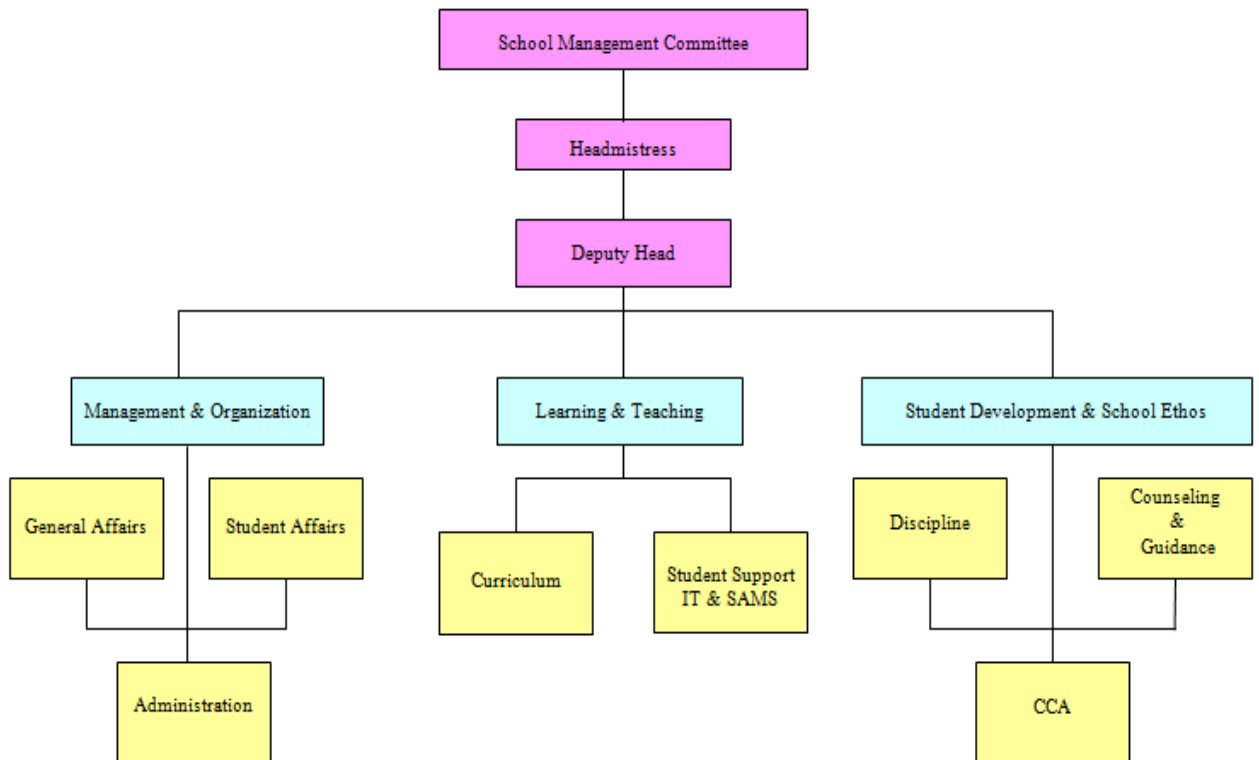 School Management Committee
Headmistress
Deputy Head
Management & Organization
Learning & Teaching
Student Development & School Ethos
General Affairs
Student Affairs
Curriculum
Student Support
IT & SAMS
Discipline
Counseling
&
Guidance
Administration
CCA